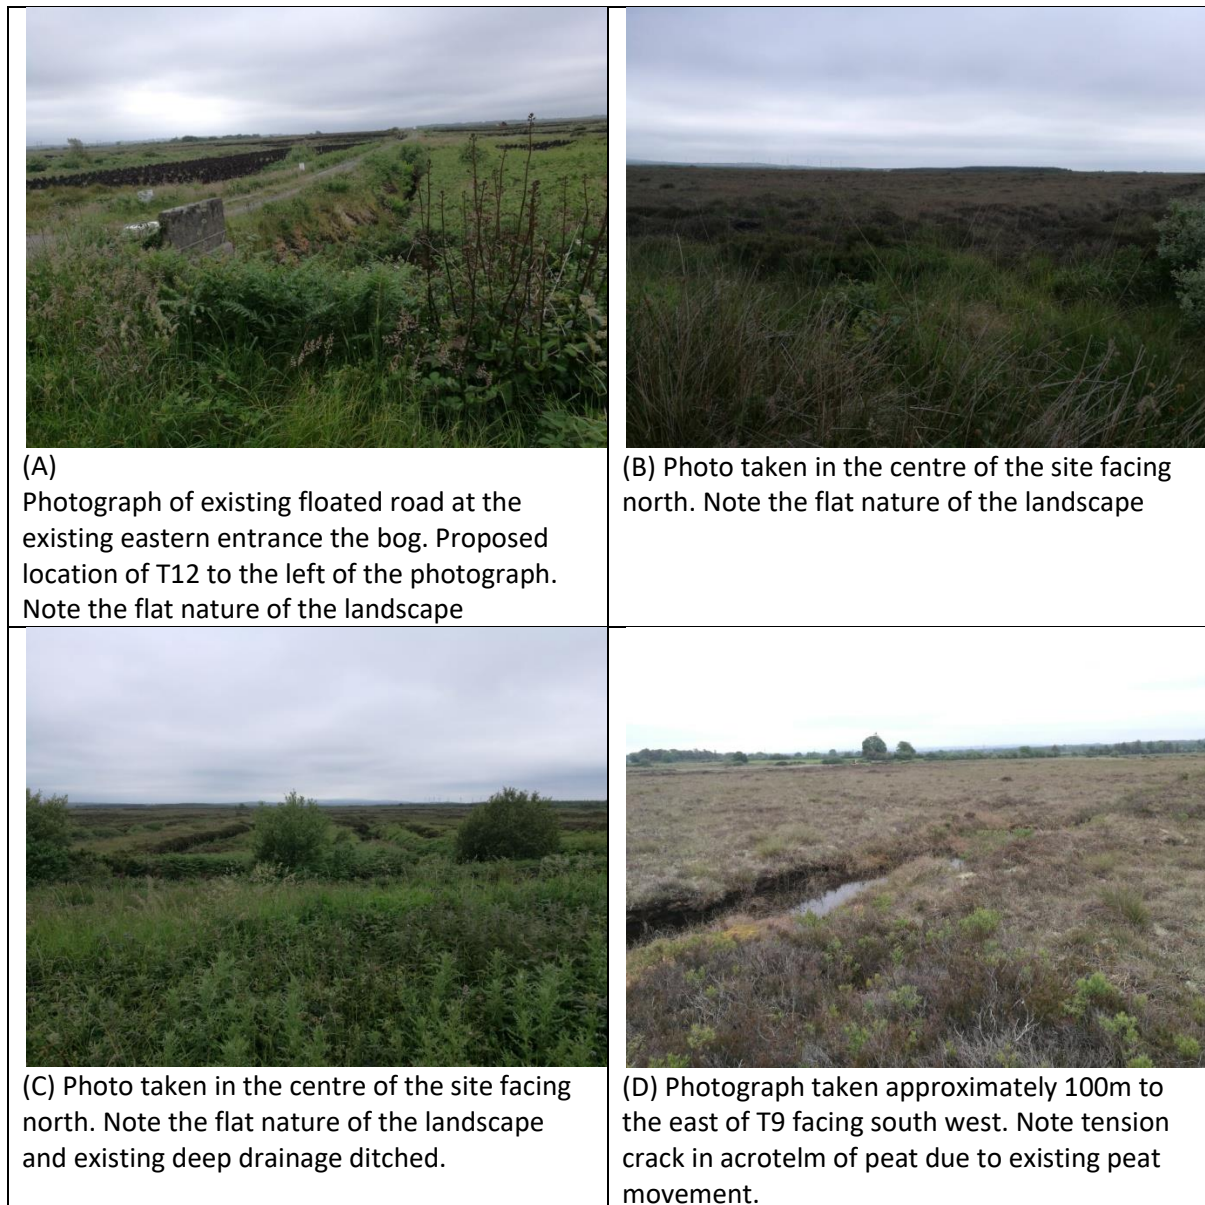 (A)
Photograph of existing floated road at the
existing eastern entrance the bog. Proposed
location of T12 to the left of the photograph.
Note the flat nature of the landscape
(B) Photo taken in the centre of the site facing
north. Note the flat nature of the landscape
(C) Photo taken in the centre of the site facing
north. Note the flat nature of the landscape
and existing deep drainage ditched.
(D) Photograph taken approximately 100m to
the east of T9 facing south west. Note tension
crack in acrotelm of peat due to existing peat
movement.